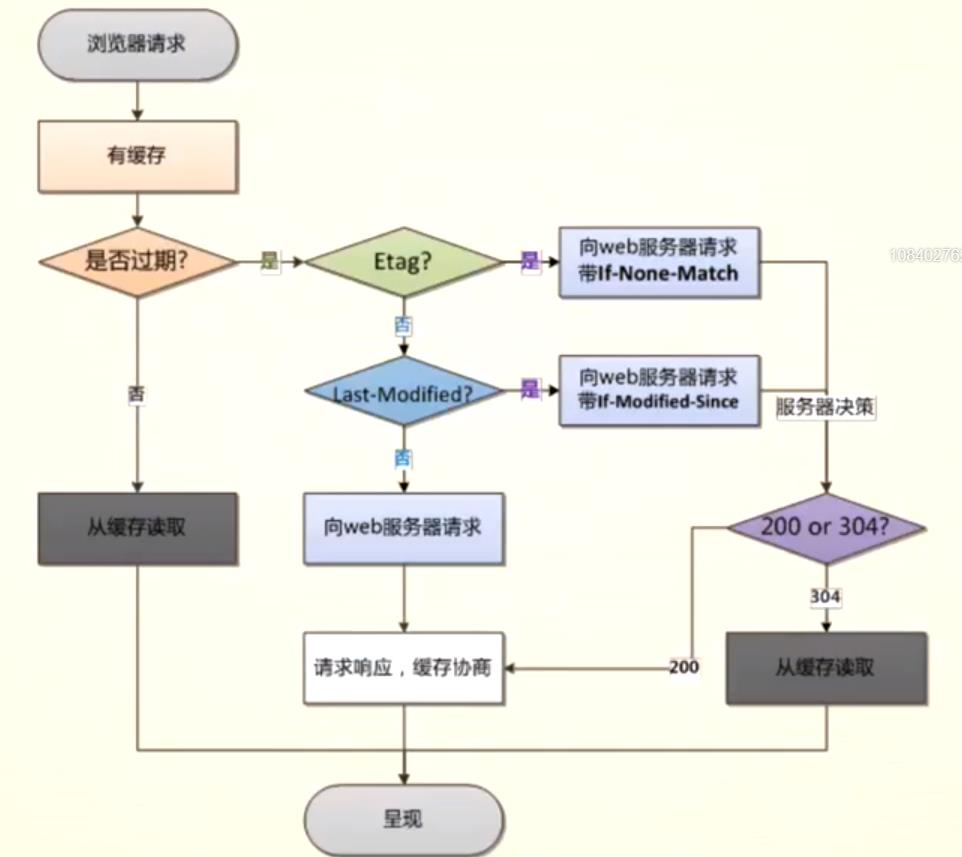 浏览器请求
有缓存
是否过期?
是
Etag?
是
向web服务器请求
带If-None-Match
否
Last-Modified?
是
向web服务器请求
带If-Modified-Since
否
服务器决策
否
从缓存读取
向web服务器请求
200 or 304?
304
请求响应，缓存协商
200
从缓存读取
呈现